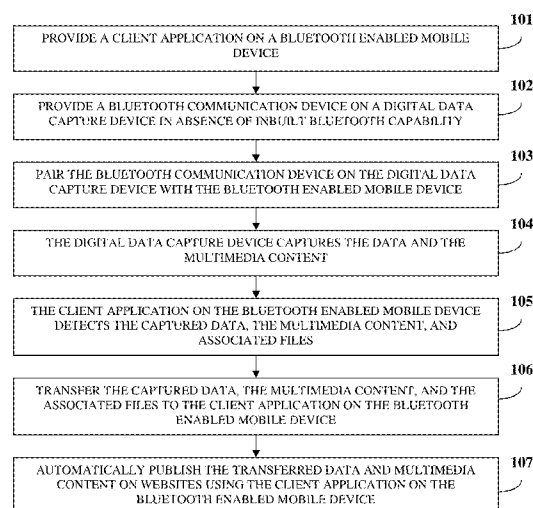 101
PROVIDE A CLIENT APPLICATION ON A BLUETOOTH ENABLED MOBILE
DEVICE
102
PROVIDE A BLUETOOTH COMMUNICATION DEVICE ON A DIGITAL DATA
CAPTURE DEVICE IN ABSENCE OF INBUILT BLUETOOTH CAPABILITY
103
PAIR THE BLUETOOTH COMMUNICATION DEVICE ON THE DIGITAL DATA
CAPTURE DEVICE WITH THE BLUETOOTH ENABLED MOBILE DEVICE
104
THE DIGITAL DATA CAPTURE DEVICE CAPTURES THE DATA AND THE
MULTIMEDIA CONTENT
105
THE CLIENT APPLICATION ON THE BLUETOOTH ENABLED MOBILE DEVICE
DETECTS THE CAPTURED DATA, THE MULTIMEDIA CONTENT, AND
ASSOCIATED FILES
106
TRANSFER THE CAPTURED DATA, THE MULTIMEDIA CONTENT, AND THE
ASSOCIATED FILES TO THE CLIENT APPLICATION ON THE BLUETOOTH
ENABLED MOBILE DEVICE
107
AUTOMATICALLY PUBLISH THE TRANSFERRED DATA AND MULTIMEDIA
CONTENT ON WEBSITES USING THE CLIENT APPLICATION ON THE
BLUETOOTH ENABLED MOBILE DEVICE